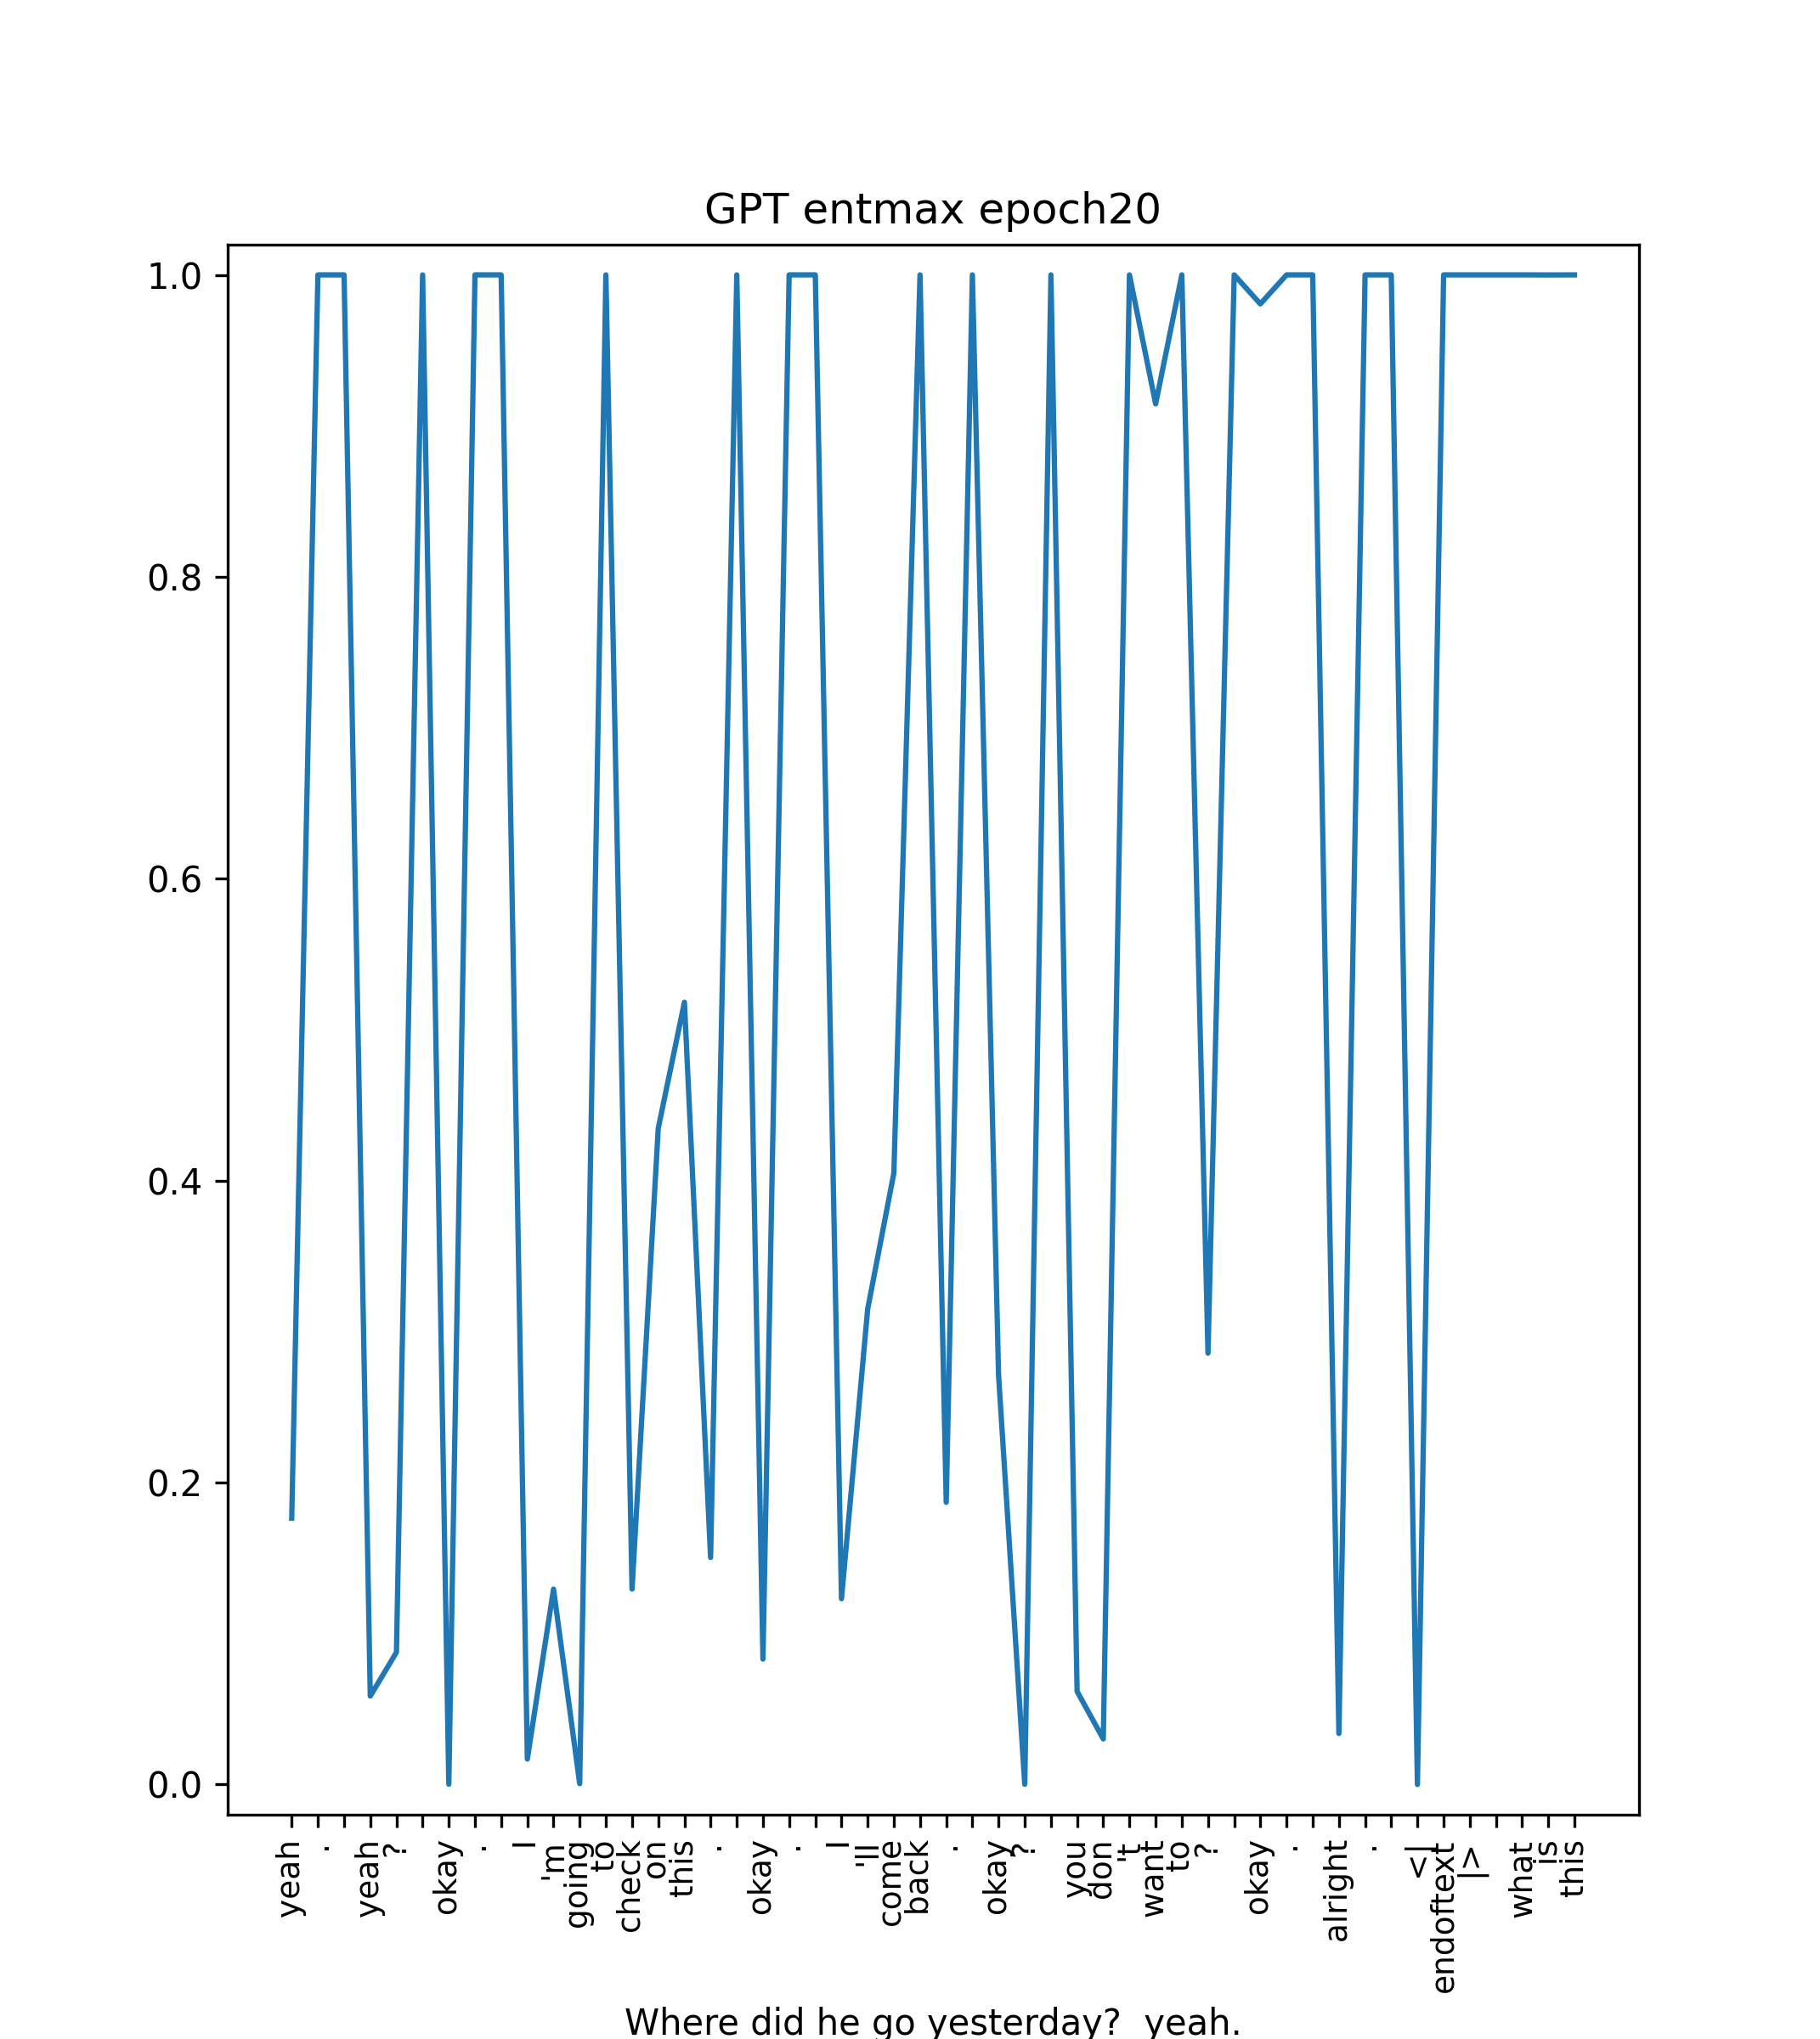 GPT entmax epoch20
1.0
0.8
0.6
0.4
0.2
0.0
yeah . yeah ? okay . I 'm going to check on this . okay . I 'll come back . okay ? you don 't want to ? okay . alright . <| endoftext |> what is this
Where did he go yesterday? yeah.